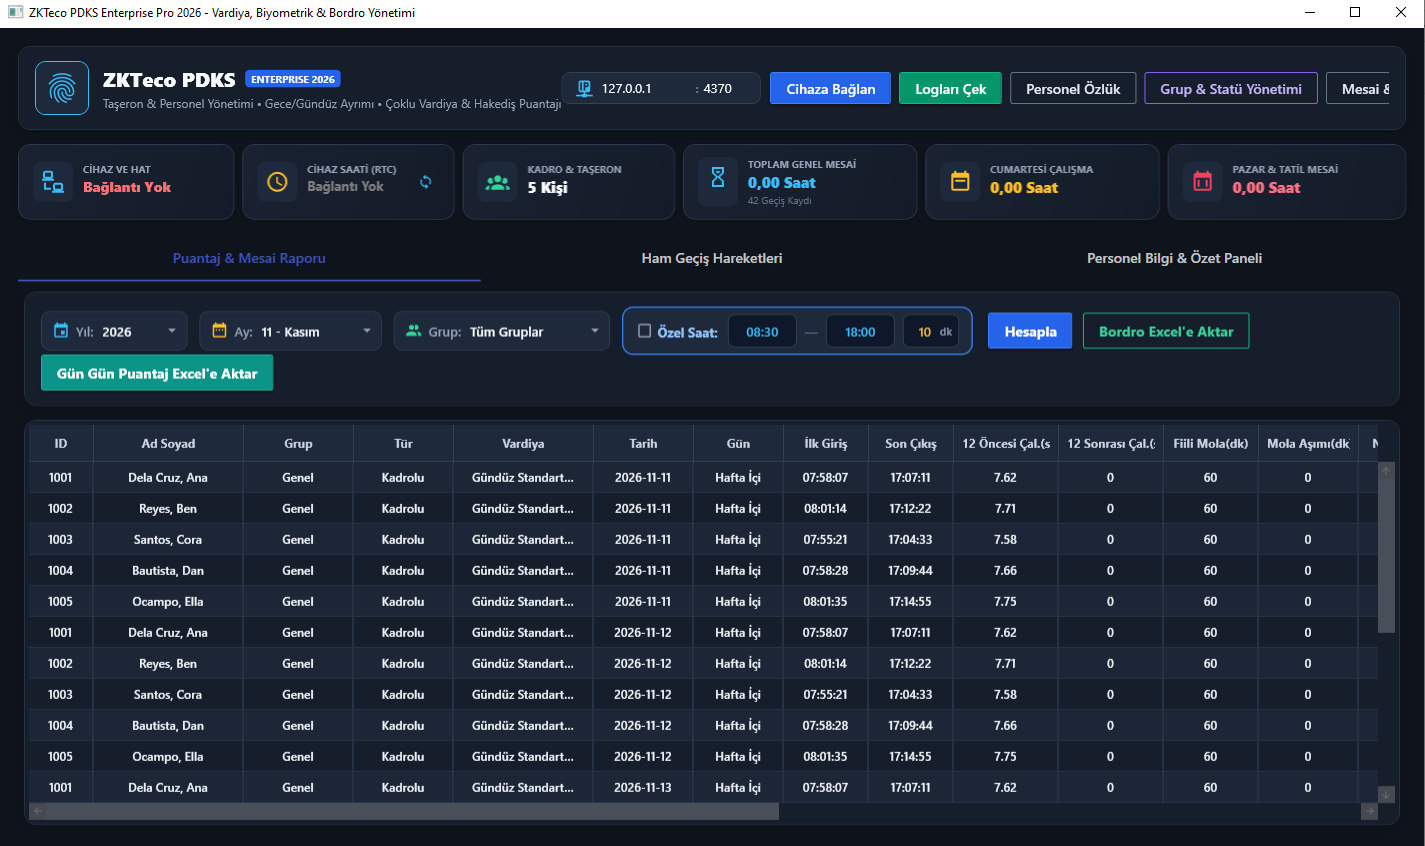 ZKTeco PDKS Enterprise Pro 2026 - Vardiya, Biyometrik & Bordro Yönetimi
ZKTeco PDKS ENTERPRISE 2026
Taşeron & Personel Yönetimi • Gece/Gündüz Ayrımı • Çoklu Vardiya & Hakediş Puantajı
127.0.0.1 : 4370 Cihaza Bağlan Logları Çek Personel Özlük Grup & Statü Yönetimi Mesai &
CİHAZ VE HAT
Bağlantı Yok
CİHAZ SAATİ (RTC)
Bağlantı Yok
KADRO & TAŞERON
5 Kişi
TOPLAM GENEL MESAİ
0,00 Saat
42 Geçiş Kaydı
CUMARTESİ ÇALIŞMA
0,00 Saat
PAZAR & TATİL MESAİ
0,00 Saat
Puantaj & Mesai Raporu Ham Geçiş Hareketleri Personel Bilgi & Özet Paneli
Yıl: 2026 Ay: 11 - Kasım Grup: Tüm Gruplar Özel Saat: 08:30 — 18:00 10 dk Hesapla Bordro Excel'e Aktar
Gün Gün Puantaj Excel'e Aktar
ID Ad Soyad Grup Tür Vardiya Tarih Gün İlk Giriş Son Çıkış 12 Öncesi Çal.(s 12 Sonrası Çal.(s Fiili Mola(dk) Mola Aşımı(dk)
1001 Dela Cruz, Ana Genel Kadrolu Gündüz Standart... 2026-11-11 Hafta İçi 07:58:07 17:07:11 7.62 0 60 0
1002 Reyes, Ben Genel Kadrolu Gündüz Standart... 2026-11-11 Hafta İçi 08:01:14 17:12:22 7.71 0 60 0
1003 Santos, Cora Genel Kadrolu Gündüz Standart... 2026-11-11 Hafta İçi 07:55:21 17:04:33 7.58 0 60 0
1004 Bautista, Dan Genel Kadrolu Gündüz Standart... 2026-11-11 Hafta İçi 07:58:28 17:09:44 7.66 0 60 0
1005 Ocampo, Ella Genel Kadrolu Gündüz Standart... 2026-11-11 Hafta İçi 08:01:35 17:14:55 7.75 0 60 0
1001 Dela Cruz, Ana Genel Kadrolu Gündüz Standart... 2026-11-12 Hafta İçi 07:58:07 17:07:11 7.62 0 60 0
1002 Reyes, Ben Genel Kadrolu Gündüz Standart... 2026-11-12 Hafta İçi 08:01:14 17:12:22 7.71 0 60 0
1003 Santos, Cora Genel Kadrolu Gündüz Standart... 2026-11-12 Hafta İçi 07:55:21 17:04:33 7.58 0 60 0
1004 Bautista, Dan Genel Kadrolu Gündüz Standart... 2026-11-12 Hafta İçi 07:58:28 17:09:44 7.66 0 60 0
1005 Ocampo, Ella Genel Kadrolu Gündüz Standart... 2026-11-12 Hafta İçi 08:01:35 17:14:55 7.75 0 60 0
1001 Dela Cruz, Ana Genel Kadrolu Gündüz Standart... 2026-11-13 Hafta İçi 07:58:07 17:07:11 7.62 0 60 0